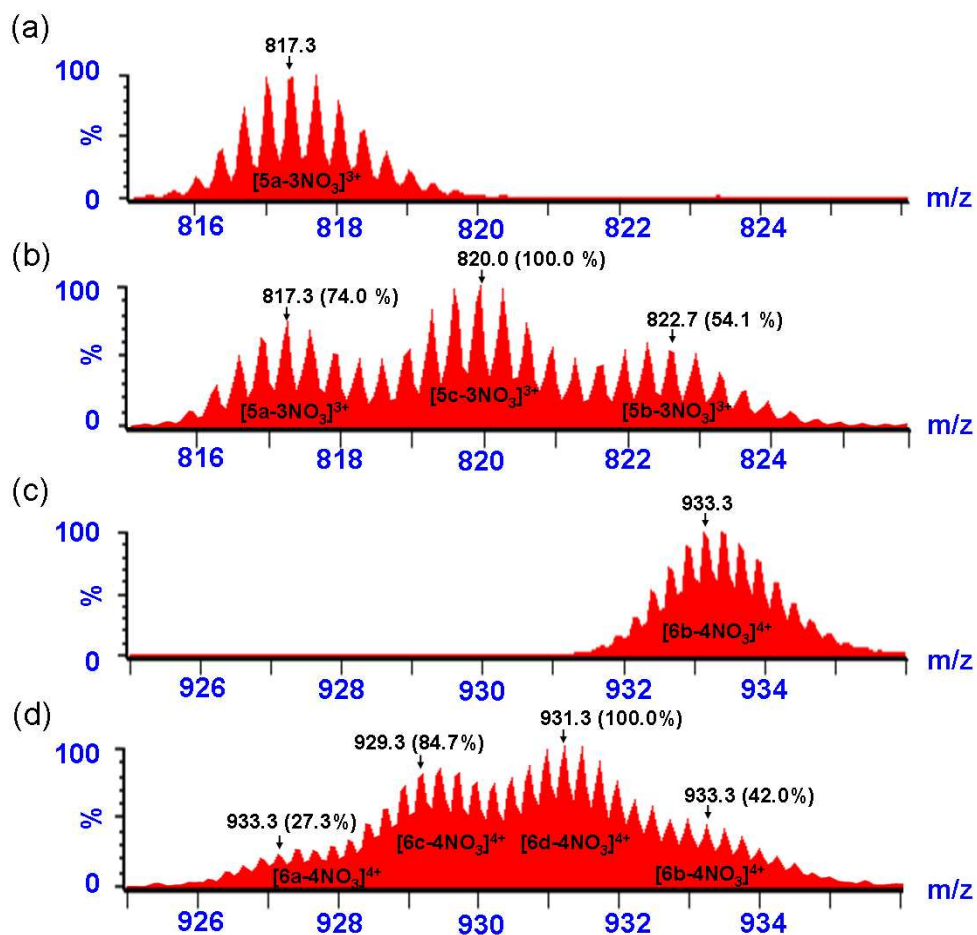 (a)
817.3
100
%
0
[5a-3NO₃]³⁺
816 818 820 822 824
m/z
(b)
820.0 (100.0 %)
817.3 (74.0 %)
822.7 (54.1 %)
100
%
0
[5a-3NO₃]³⁺ [5c-3NO₃]³⁺ [5b-3NO₃]³⁺
816 818 820 822 824
m/z
(c)
933.3
100
%
0
[6b-4NO₃]⁴⁺
926 928 930 932 934
m/z
(d)
931.3 (100.0%)
929.3 (84.7%)
933.3 (42.0%)
933.3 (27.3%)
100
%
0
[6c-4NO₃]⁴⁺ [6d-4NO₃]⁴⁺
[6a-4NO₃]⁴⁺ [6b-4NO₃]⁴⁺
926 928 930 932 934
m/z